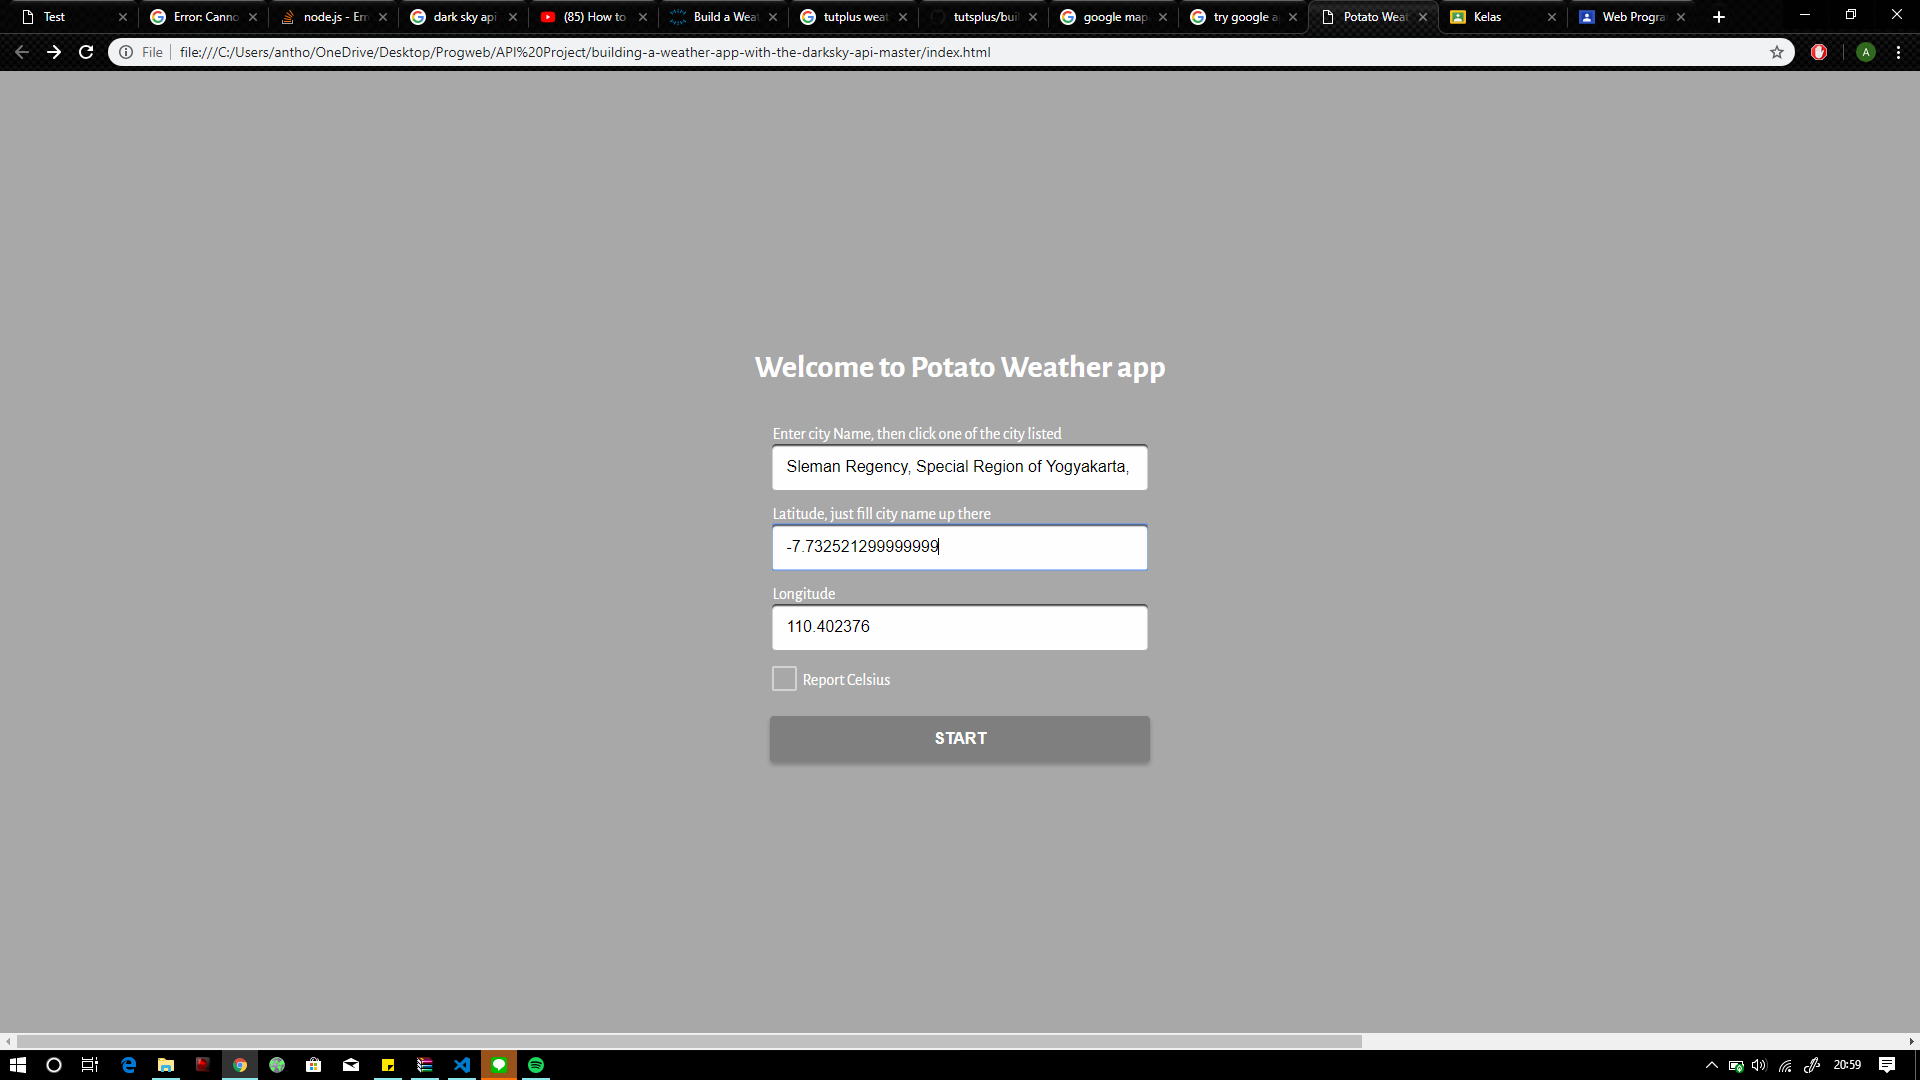 Test
Error: Canno
node.js - Err
dark sky api
(85) How to
Build a Weat
tutplus weat
tutsplus/buil
google map
try google a
Potato Weat
Kelas
Web Progra
File
file:///C:/Users/antho/OneDrive/Desktop/Progweb/API%20Project/building-a-weather-app-with-the-darksky-api-master/index.html
A
Welcome to Potato Weather app
Enter city Name, then click one of the city listed
Sleman Regency, Special Region of Yogyakarta,
Latitude, just fill city name up there
-7.732521299999999
Longitude
110.402376
Report Celsius
START
20:59